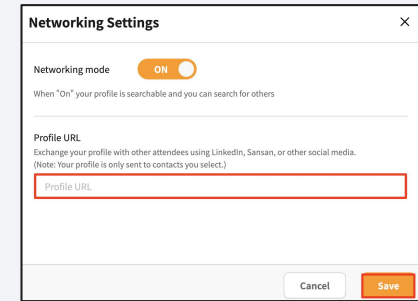 Networking Settings
Networking mode ON
When "On" your profile is searchable and you can search for others
Profile URL
Exchange your profile with other attendees using LinkedIn, Sansan, or other social media.
(Note: Your profile is only sent to contacts you select.)
Profile URL
Cancel Save